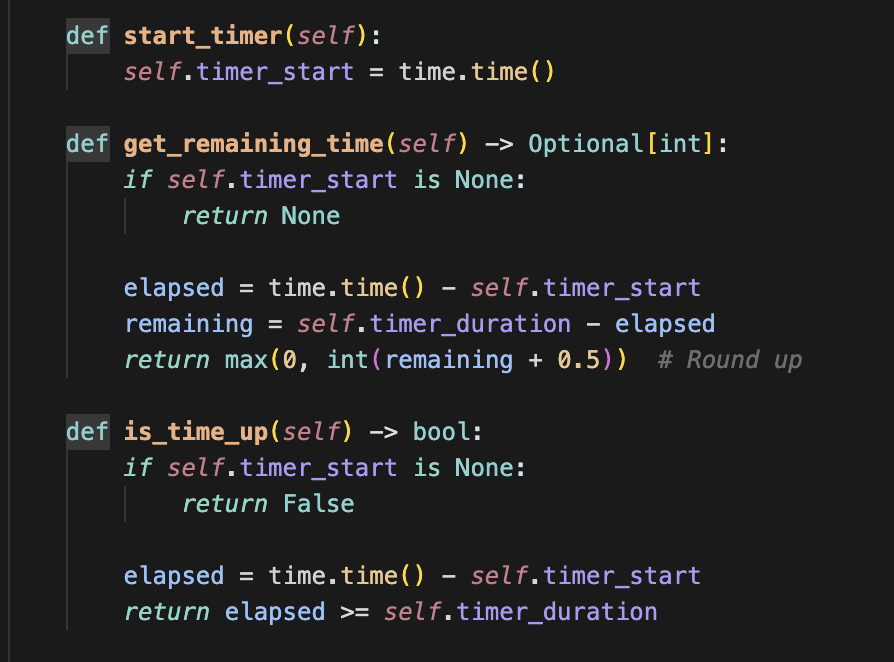 def start_timer(self):
    self.timer_start = time.time()

def get_remaining_time(self) -> Optional[int]:
    if self.timer_start is None:
        return None

    elapsed = time.time() - self.timer_start
    remaining = self.timer_duration - elapsed
    return max(0, int(remaining + 0.5))  # Round up

def is_time_up(self) -> bool:
    if self.timer_start is None:
        return False

    elapsed = time.time() - self.timer_start
    return elapsed >= self.timer_duration